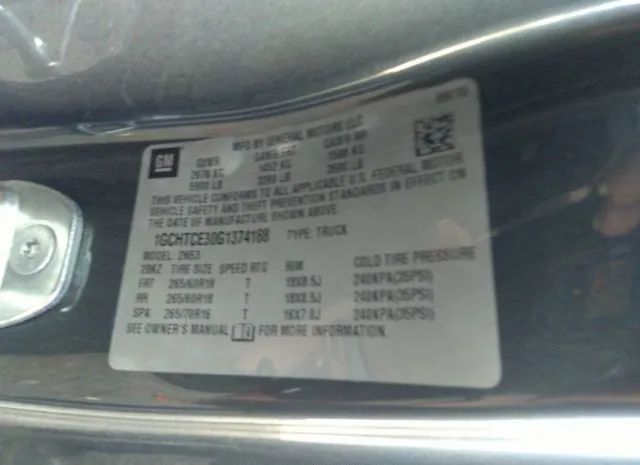 MFD BY GENERAL MOTORS LLC
GM
GVWR GAWR FRT GAWR RR
2676 KG 1452 KG 1588 KG
5900 LB 3200 LB 3500 LB
THIS VEHICLE CONFORMS TO ALL APPLICABLE U.S. FEDERAL MOTOR
VEHICLE SAFETY AND THEFT PREVENTION STANDARDS IN EFFECT ON
THE DATE OF MANUFACTURE SHOWN ABOVE.
1GCHTCE30G1374188 TYPE: TRUCK
MODEL: 2N53
TIRE SIZE SPEED RTG RIM COLD TIRE PRESSURE
FRT 265/60R18 T 18X8.5J 240KPA(35PSI)
RR 265/60R18 T 18X8.5J 240KPA(35PSI)
SPA 265/70R16 T 16X7.0J 240KPA(35PSI)
SEE OWNER'S MANUAL FOR MORE INFORMATION.